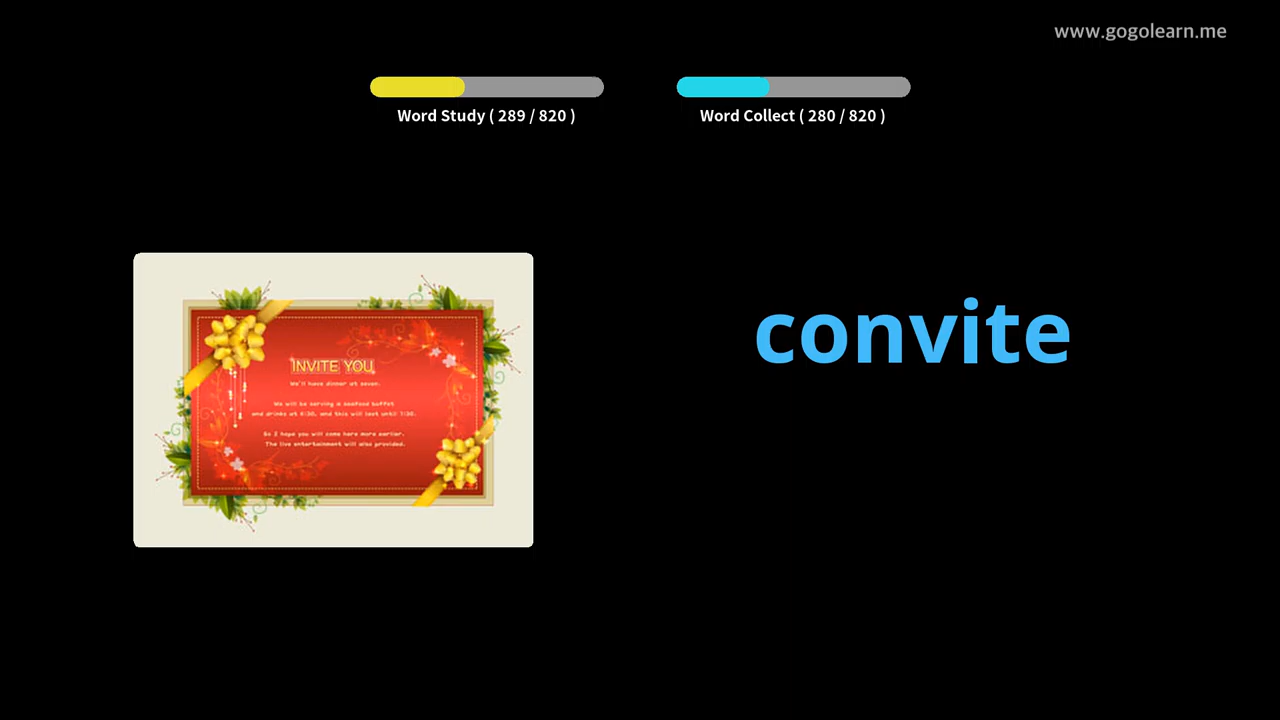 www.gogolearn.me
Word Study ( 289 / 820 )
Word Collect ( 280 / 820 )
INVITE YOU
We'll have dinner at seven.
We will be serving a seafood buffet
and drinks at 6:30, and this will last until 7:30.
So I hope you will come here more earlier.
The live entertainment will also provided.
convite